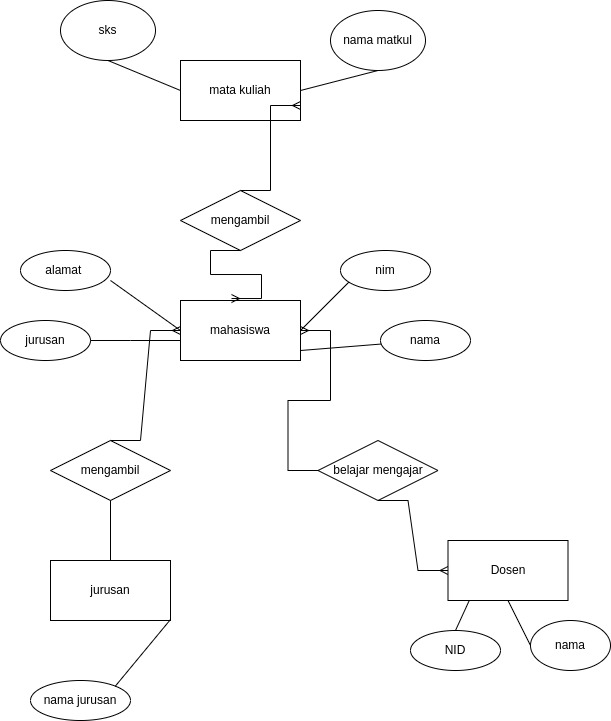 sks
nama matkul
mata kuliah
mengambil
alamat
nim
mahasiswa
jurusan
nama
mengambil
belajar mengajar
jurusan
Dosen
NID
nama
nama jurusan